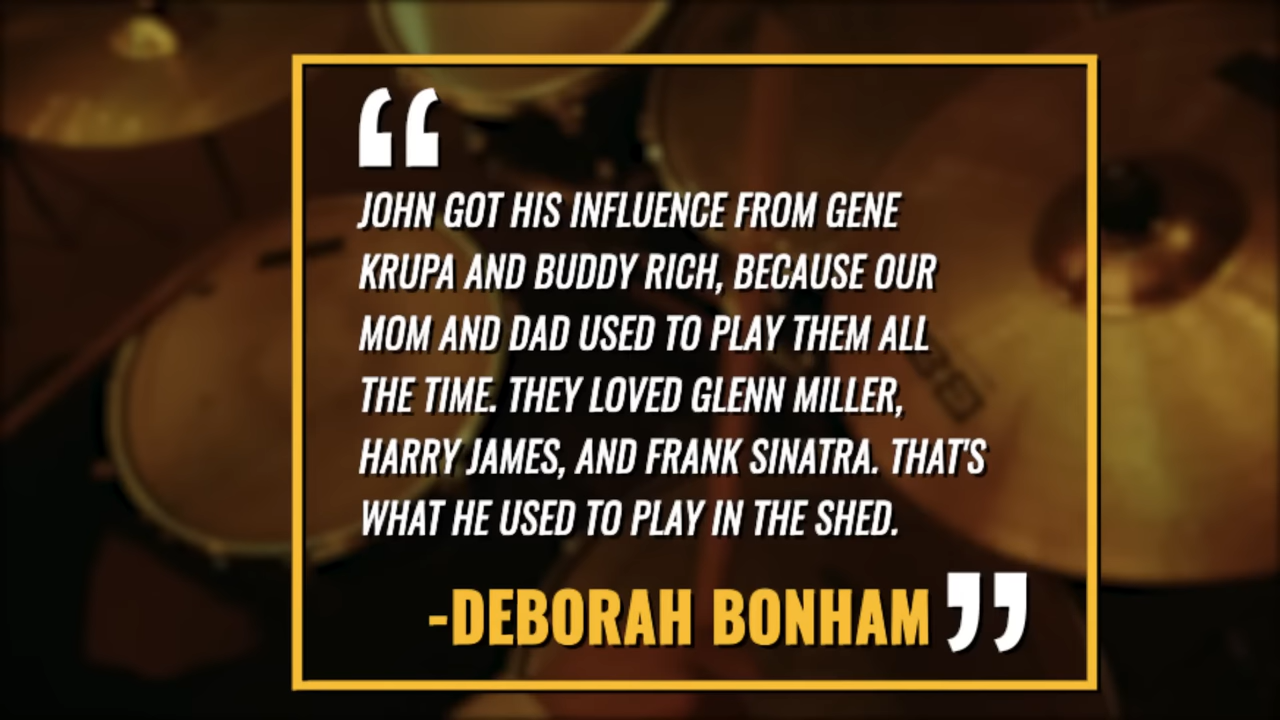 “
JOHN GOT HIS INFLUENCE FROM GENE
KRUPA AND BUDDY RICH, BECAUSE OUR
MOM AND DAD USED TO PLAY THEM ALL
THE TIME. THEY LOVED GLENN MILLER,
HARRY JAMES, AND FRANK SINATRA. THAT'S
WHAT HE USED TO PLAY IN THE SHED.
-DEBORAH BONHAM ”